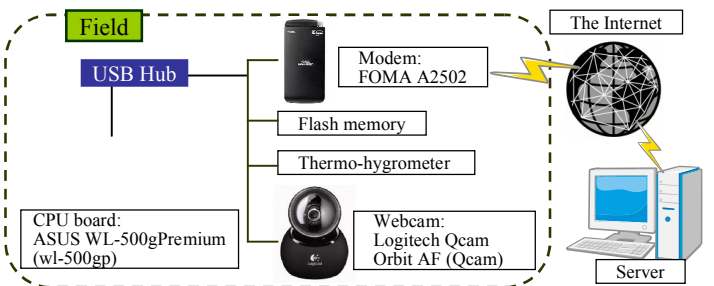 Field
The Internet
USB Hub
Modem:
FOMA A2502
Flash memory
Thermo-hygrometer
CPU board:
ASUS WL-500gPremium
(wl-500gp)
Webcam:
Logitech Qcam
Orbit AF (Qcam)
Server